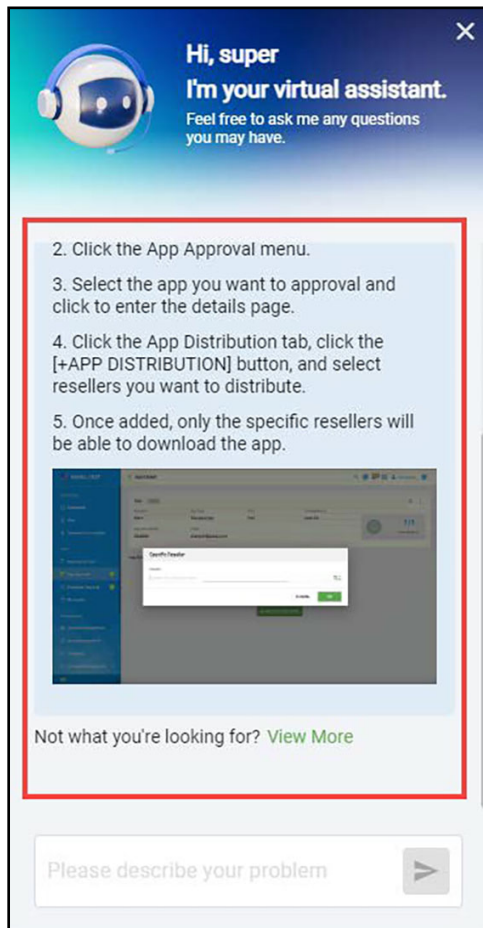 Hi, super
I'm your virtual assistant.
Feel free to ask me any questions
you may have.
2. Click the App Approval menu.
3. Select the app you want to approval and
click to enter the details page.
4. Click the App Distribution tab, click the
[+APP DISTRIBUTION] button, and select
resellers you want to distribute.
5. Once added, only the specific resellers will
be able to download the app.
Specific Reseller
Not what you're looking for? View More
Please describe your problem